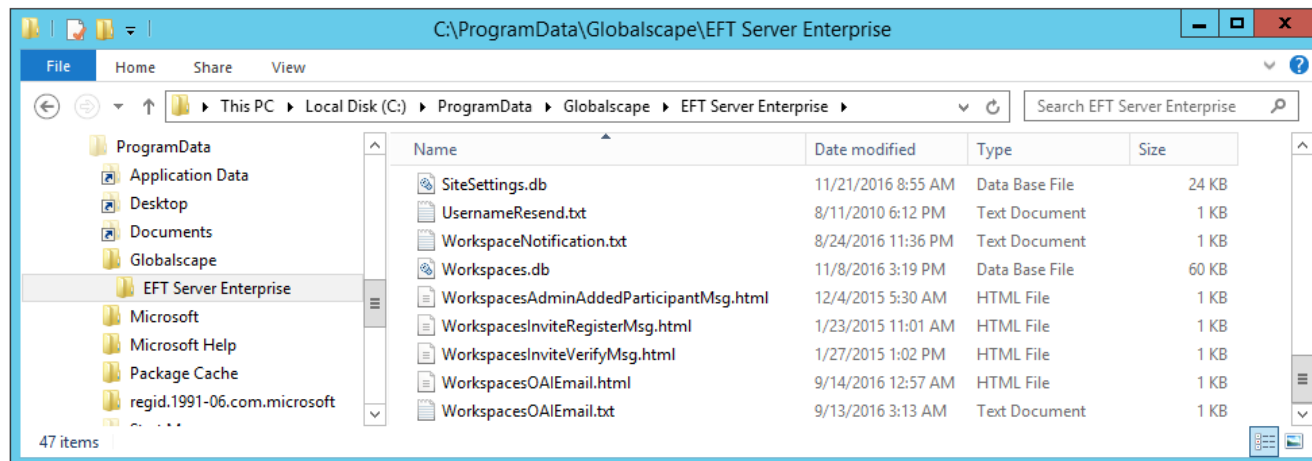 C:\ProgramData\Globalscape\EFT Server Enterprise
File Home Share View
This PC Local Disk (C:) ProgramData Globalscape EFT Server Enterprise Search EFT Server Enterprise
ProgramData
Application Data
Desktop
Documents
Globalscape
EFT Server Enterprise
Microsoft
Microsoft Help
Package Cache
regid.1991-06.com.microsoft
Name Date modified Type Size
SiteSettings.db 11/21/2016 8:55 AM Data Base File 24 KB
UsernameResend.txt 8/11/2010 6:12 PM Text Document 1 KB
WorkspaceNotification.txt 8/24/2016 11:36 PM Text Document 1 KB
Workspaces.db 11/8/2016 3:19 PM Data Base File 60 KB
WorkspacesAdminAddedParticipantMsg.html 12/4/2015 5:30 AM HTML File 1 KB
WorkspacesInviteRegisterMsg.html 1/23/2015 11:01 AM HTML File 1 KB
WorkspacesInviteVerifyMsg.html 1/27/2015 1:02 PM HTML File 1 KB
WorkspacesOAIEmail.html 9/14/2016 12:57 AM HTML File 1 KB
WorkspacesOAIEmail.txt 9/13/2016 3:13 AM Text Document 1 KB
47 items